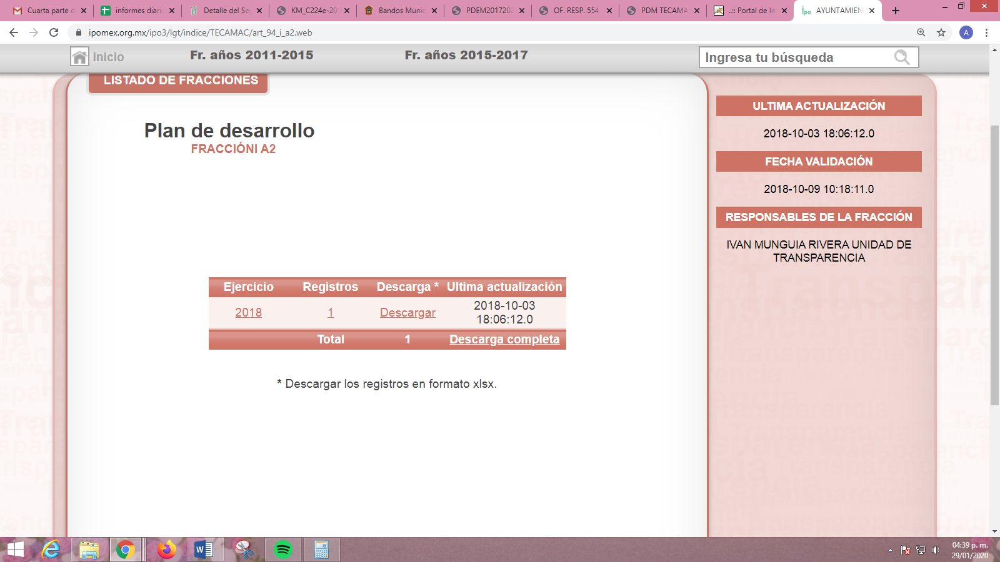 Cuarta parte d
informes diari
Detalle del Se
KM_C224e-20
Bandos Munic
PDEM2017202
OF. RESP. 554
PDM TECAMA
..:: Portal de In
AYUNTAMIEN
ipomex.org.mx/ipo3/lgt/indice/TECAMAC/art_94_i_a2.web
A
Inicio
Fr. años 2011-2015
Fr. años 2015-2017
Ingresa tu búsqueda
LISTADO DE FRACCIONES
Plan de desarrollo
FRACCIÓNI A2
Ejercicio Registros Descarga * Ultima actualización
2018 1 Descargar 2018-10-03
18:06:12.0
Total 1 Descarga completa
* Descargar los registros en formato xlsx.
ULTIMA ACTUALIZACIÓN
2018-10-03 18:06:12.0
FECHA VALIDACIÓN
2018-10-09 10:18:11.0
RESPONSABLES DE LA FRACCIÓN
IVAN MUNGUIA RIVERA UNIDAD DE
TRANSPARENCIA
04:39 p. m.
29/01/2020